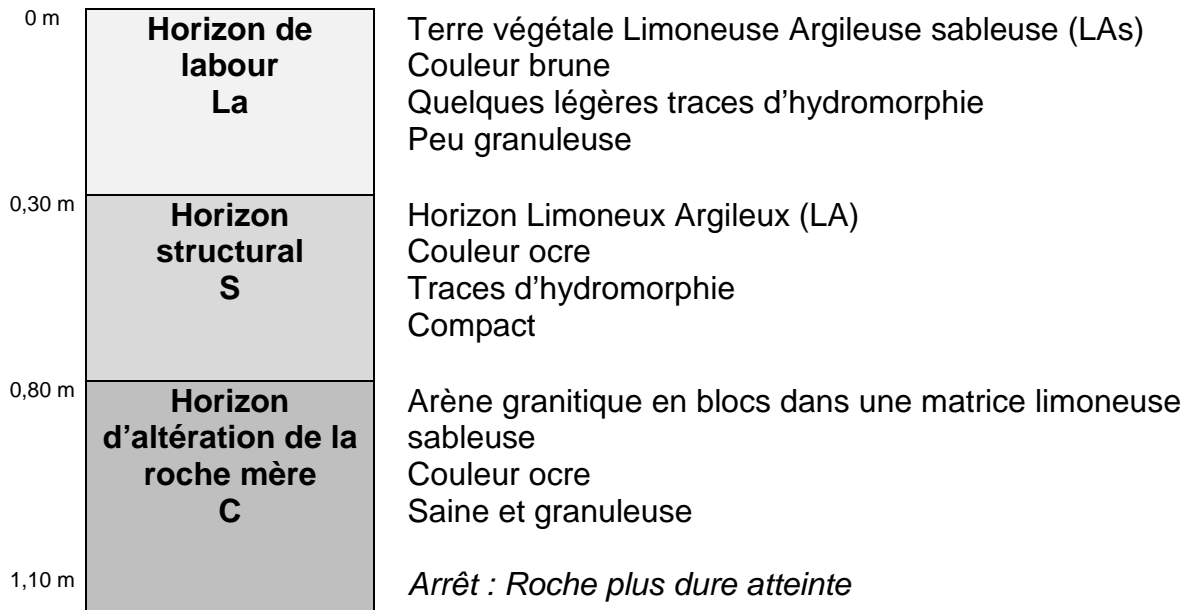 0 m
Horizon de
labour
La
Terre végétale Limoneuse Argileuse sableuse (LAs)
Couleur brune
Quelques légères traces d'hydromorphie
Peu granuleuse
0,30 m
Horizon
structural
S
Horizon Limoneux Argileux (LA)
Couleur ocre
Traces d'hydromorphie
Compact
0,80 m
Horizon
d'altération de la
roche mère
C
Arène granitique en blocs dans une matrice limoneuse
sableuse
Couleur ocre
Saine et granuleuse
1,10 m
Arrêt : Roche plus dure atteinte